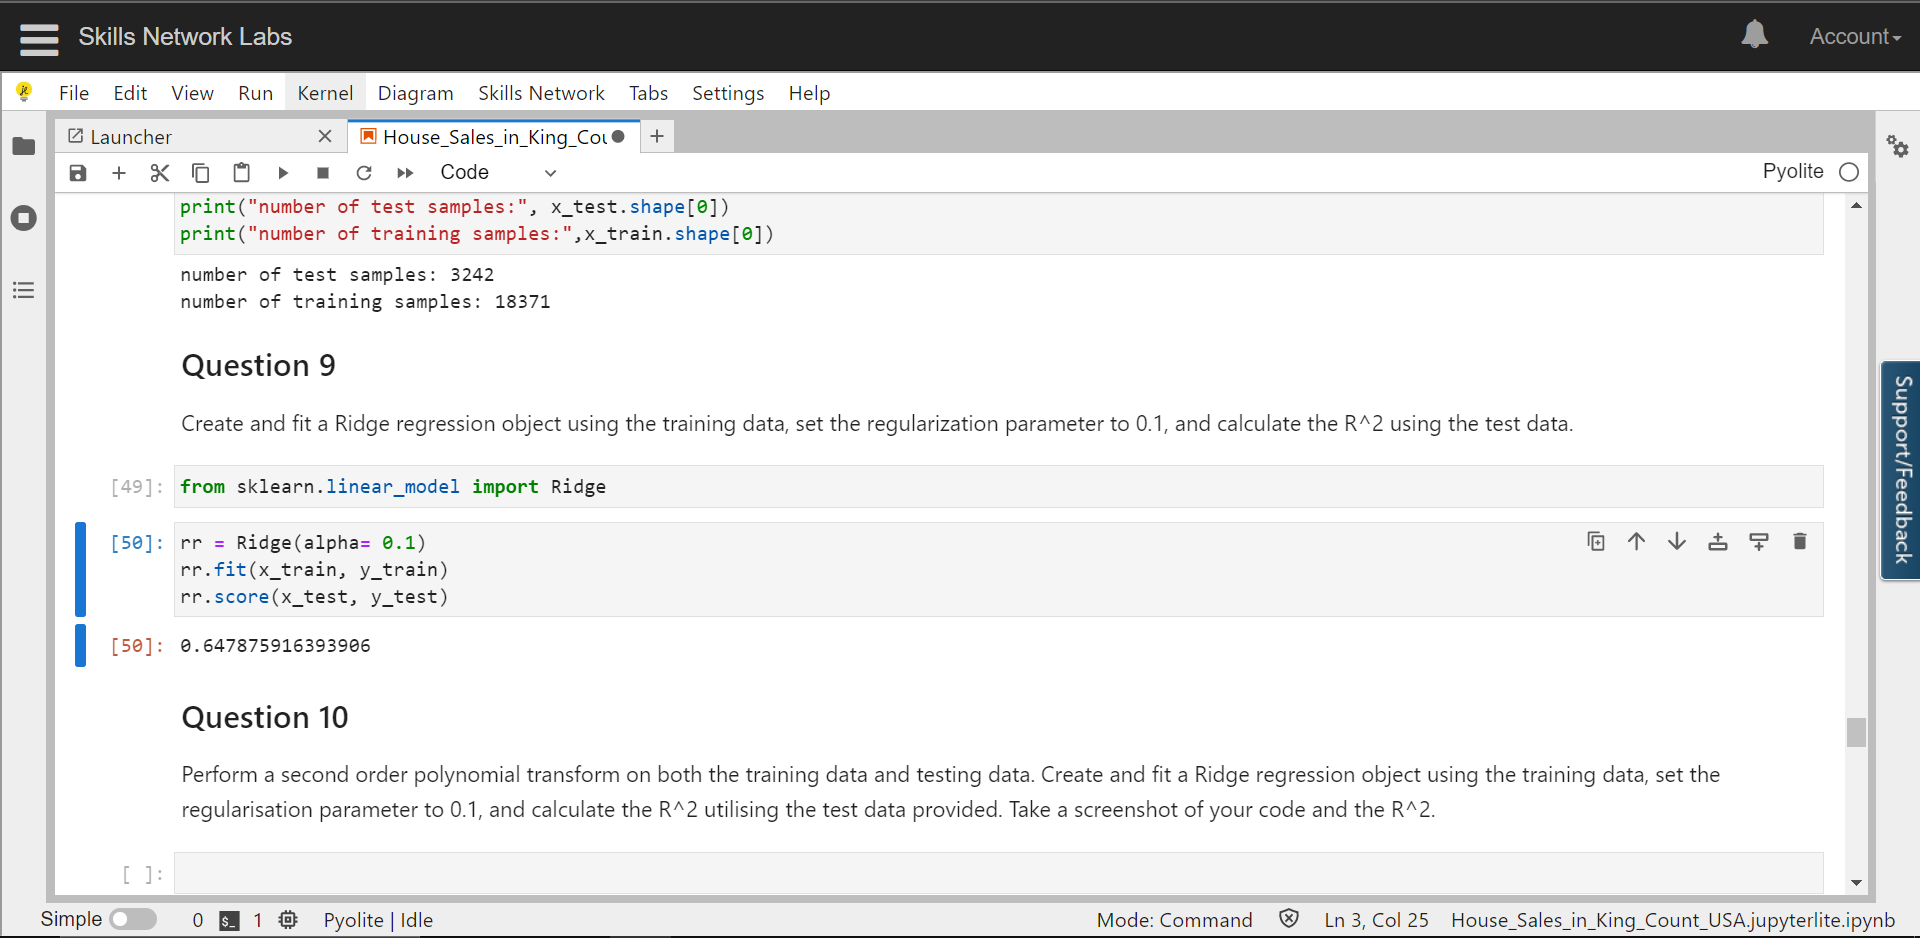 Skills Network Labs
Account
File Edit View Run Kernel Diagram Skills Network Tabs Settings Help
Launcher
House_Sales_in_King_Cou
Code
Pyolite
print("number of test samples:", x_test.shape[0])
print("number of training samples:",x_train.shape[0])
number of test samples: 3242
number of training samples: 18371
Question 9
Create and fit a Ridge regression object using the training data, set the regularization parameter to 0.1, and calculate the R^2 using the test data.
[49]: from sklearn.linear_model import Ridge
[50]: rr = Ridge(alpha= 0.1)
rr.fit(x_train, y_train)
rr.score(x_test, y_test)
[50]: 0.647875916393906
Question 10
Perform a second order polynomial transform on both the training data and testing data. Create and fit a Ridge regression object using the training data, set the
regularisation parameter to 0.1, and calculate the R^2 utilising the test data provided. Take a screenshot of your code and the R^2.
[ ]:
Support/Feedback
Simple 0 $_ 1 Pyolite | Idle Mode: Command Ln 3, Col 25 House_Sales_in_King_Count_USA.jupyterlite.ipynb